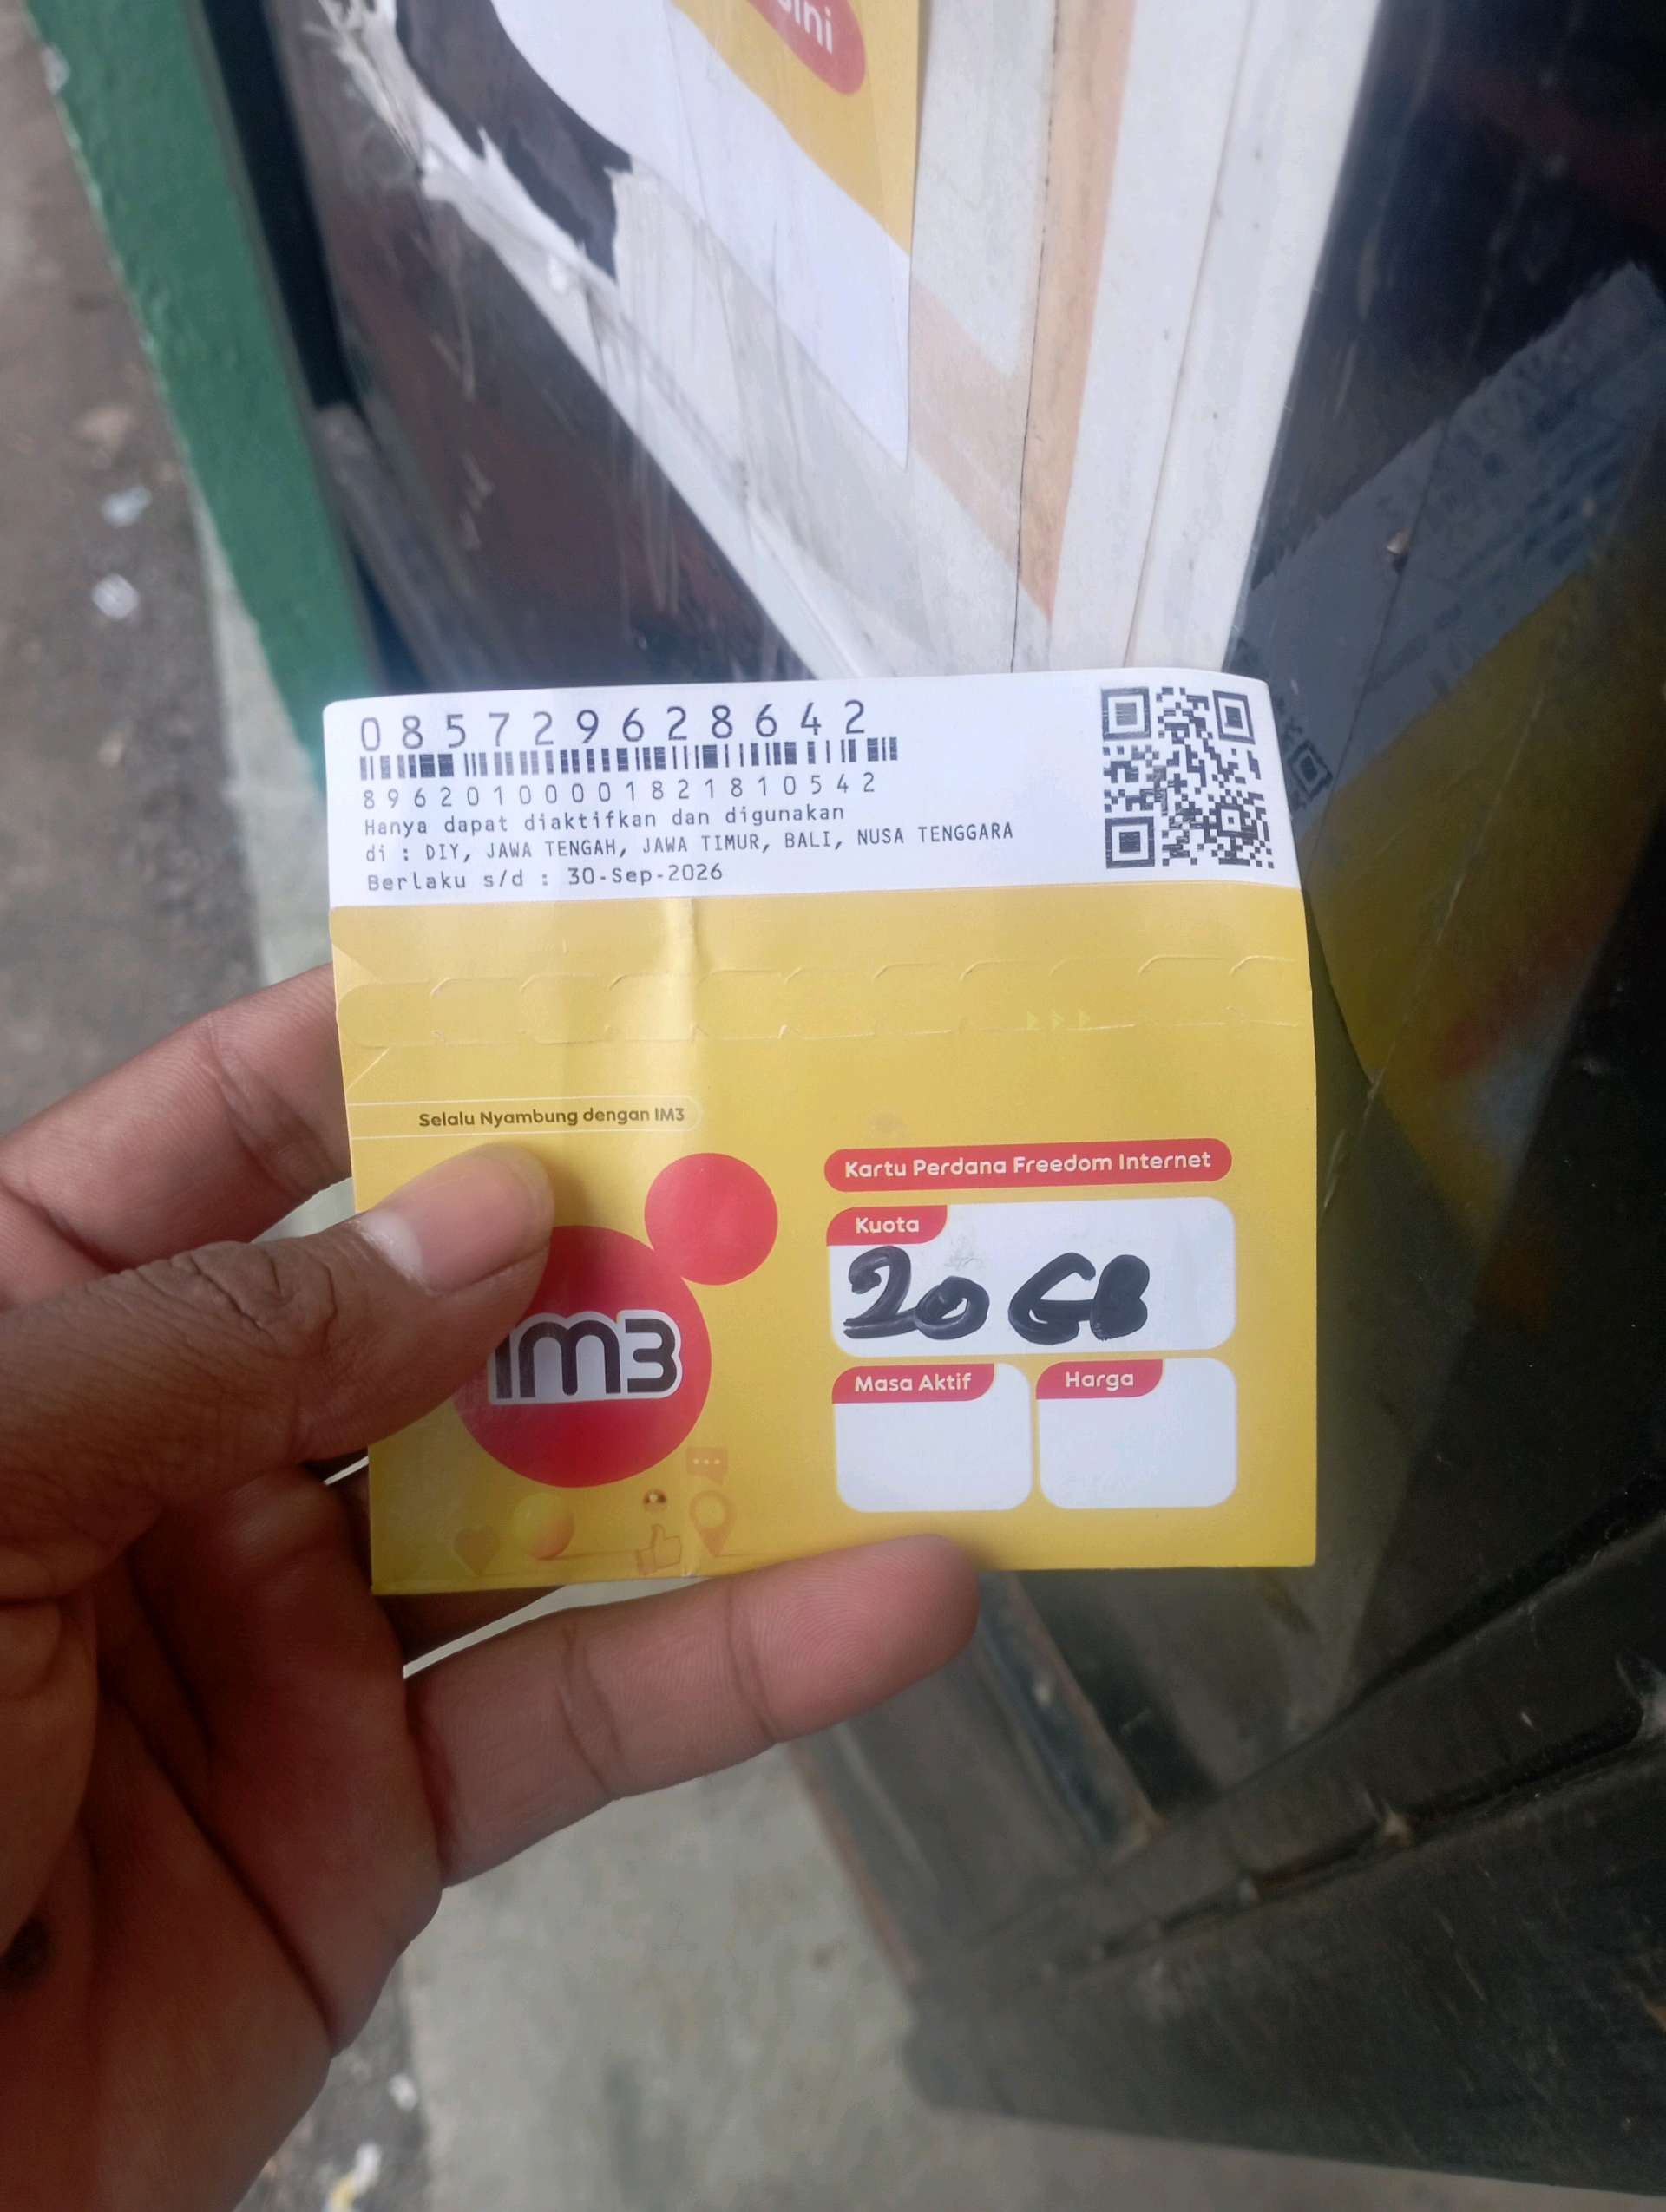 085729628642
89620100001821810542
Hanya dapat diaktifkan dan digunakan
di : DIY, JAWA TENGAH, JAWA TIMUR, BALI, NUSA TENGGARA
Berlaku s/d : 30-Sep-2026
Selalu Nyambung dengan IM3
IM3
Kartu Perdana Freedom Internet
Kuota
20 GB
Masa Aktif
Harga